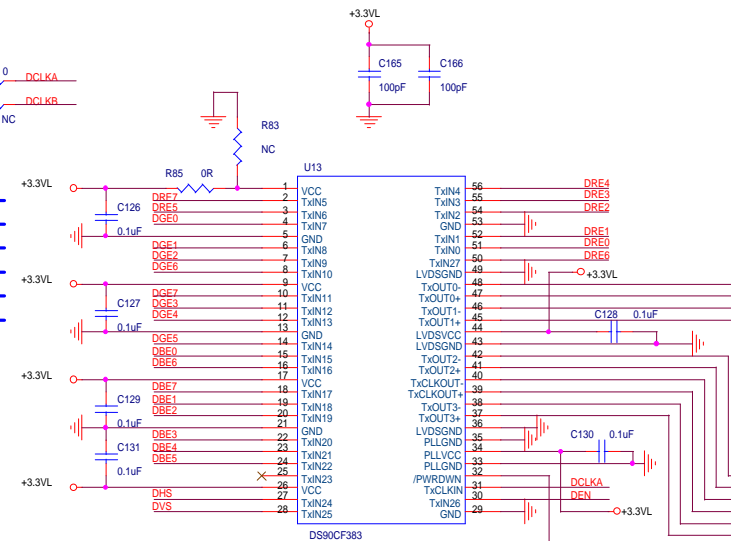 +3.3VL
0
DCLKA
DCLKB
NC
C165
100pF
C166
100pF
R83
NC
R85 0R
U13
+3.3VL
C126
0.1uF
+3.3VL
C127
0.1uF
+3.3VL
C129
0.1uF
C131
0.1uF
+3.3VL
1 VCC
DRE7 2 TxIN5
DRE5 3 TxIN6
DGE0 4 TxIN7
5 GND
DGE1 6 TxIN8
DGE2 7 TxIN9
DGE6 8 TxIN10
9 VCC
DGE7 10 TxIN11
DGE3 11 TxIN12
DGE4 12 TxIN13
13 GND
DGE5 14 TxIN14
DBE0 15 TxIN15
DBE6 16 TxIN16
17 VCC
DBE7 18 TxIN17
DBE1 19 TxIN18
DBE2 20 TxIN19
21 GND
DBE3 22 TxIN20
DBE4 23 TxIN21
DBE5 24 TxIN22
25 TxIN23
26 VCC
DHS 27 TxIN24
DVS 28 TxIN25
TxIN4 56 DRE4
TxIN3 55 DRE3
TxIN2 54 DRE2
GND 53
TxIN1 52 DRE1
TxIN0 51 DRE0
TxIN27 50 DRE6
LVDSGND 49
+3.3VL
TxOUT0- 48
TxOUT0+ 47
TxOUT1- 46
TxOUT1+ 45
C128 0.1uF
LVDSVCC 44
LVDSGND 43
TxOUT2- 42
TxOUT2+ 41
TxCLKOUT- 40
TxCLKOUT+ 39
TxOUT3- 38
TxOUT3+ 37
LVDSGND 36
PLLGND 35
C130 0.1uF
PLLVCC 34
PLLGND 33
/PWRDWN 32
TxCLKIN 31 DCLKA
TxIN26 30 DEN
GND 29
+3.3VL
DS90CF383